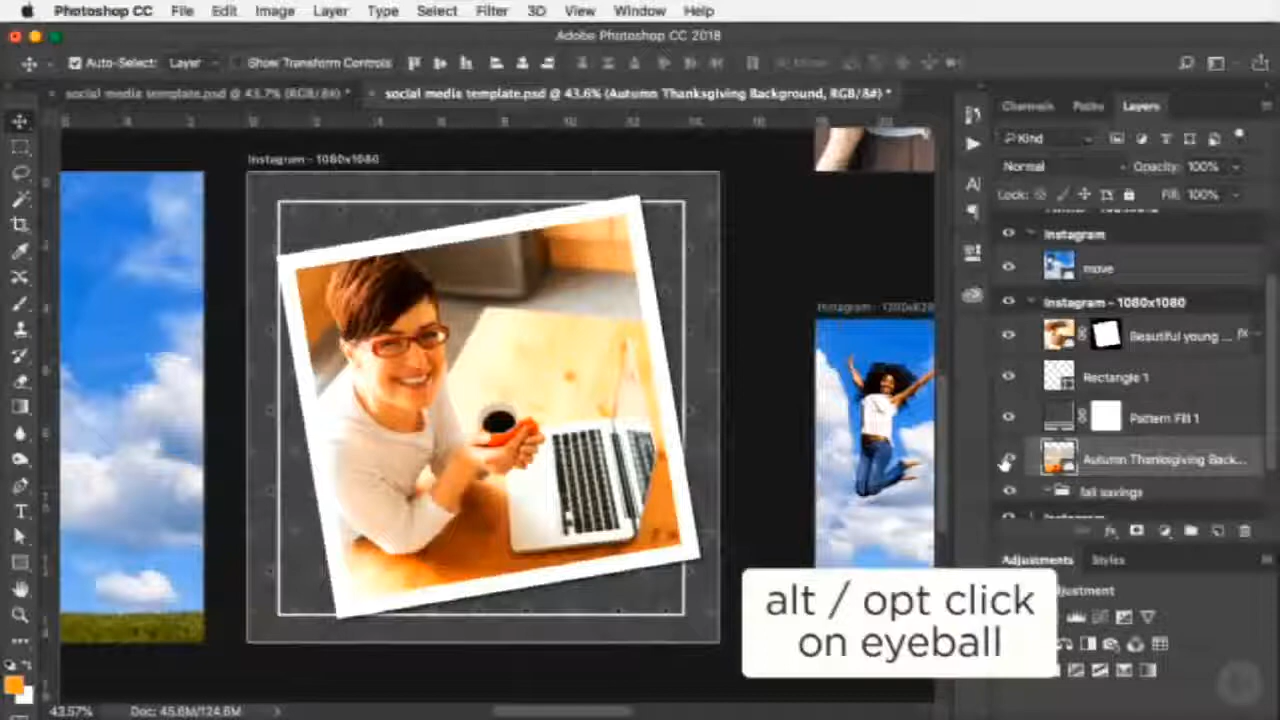 Photoshop CC File Edit Image Layer Type Select Filter 3D View Window Help
Adobe Photoshop CC 2018
Auto-Select: Layer Show Transform Controls
social media template.psd @ 43.7% (RGB/8#) *
social media template.psd @ 43.6% (Autumn Thanksgiving Background, RGB/8#) *
Channels Paths Layers
Kind
Normal Opacity: 100%
Lock: Fill: 100%
Instagram - 1080x1080
Instagram
move
Instagram - 1080x1080
Beautiful young ... fx
Rectangle 1
Pattern Fill 1
Autumn Thanksgiving Back...
fall savings
Instagram
Adjustments Styles
alt / opt click
on eyeball
43.57% Doc: 45.6M/124.6M